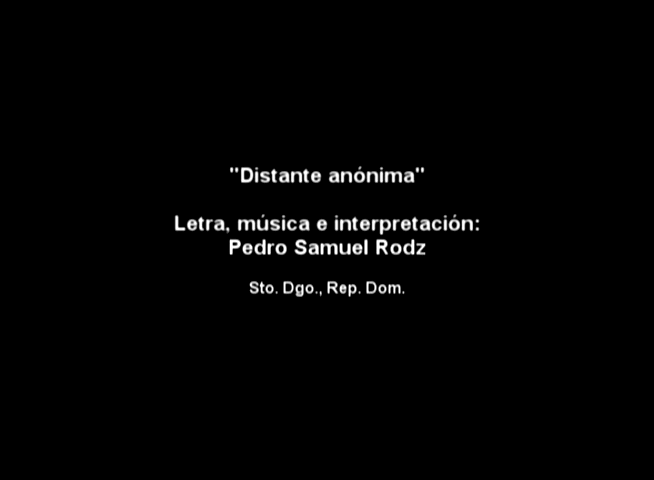 "Distante anónima"
Letra, música e interpretación:
Pedro Samuel Rodz
Sto. Dgo., Rep. Dom.